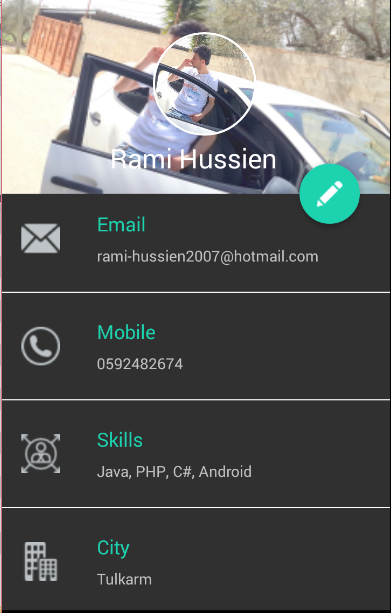 Rami Hussien
Email
rami-hussien2007@hotmail.com
Mobile
0592482674
Skills
Java, PHP, C#, Android
City
Tulkarm